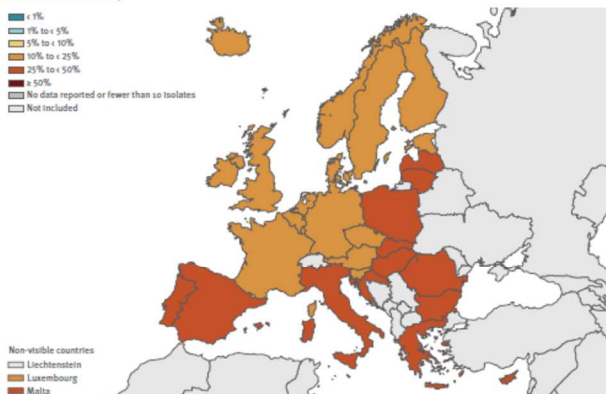 < 1%
1% to < 5%
5% to < 10%
10% to < 25%
25% to < 50%
≥ 50%
No data reported or fewer than 10 isolates
Not included
Non-visible countries
Liechtenstein
Luxembourg
Malta